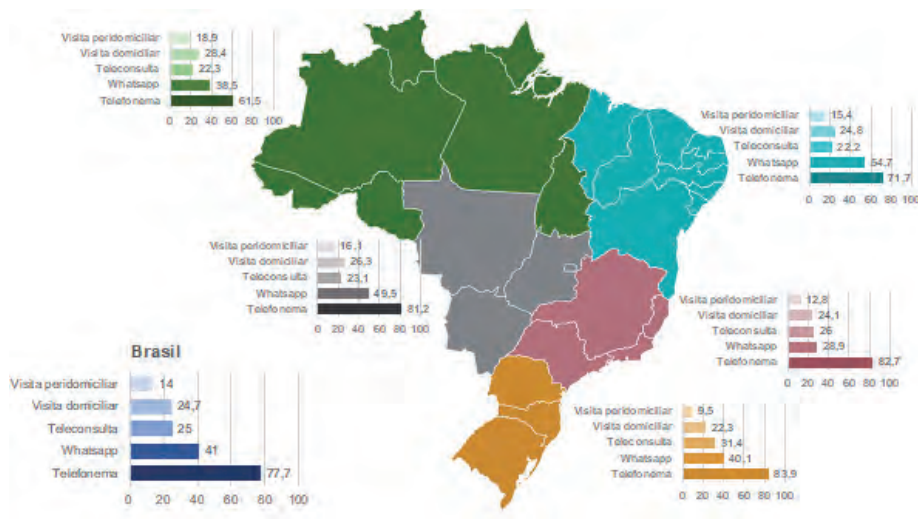 Visita peridomiciliar 18,9
Visita domiciliar 28,4
Teleconsulta 22,3
Whatsapp 38,5
Telefonema 61,5
0 20 40 60 80 100
Visita peridomiciliar 15,4
Visita domiciliar 24,8
Teleconsulta 22,2
Whatsapp 54,7
Telefonema 71,7
0 20 40 60 80 100
Visita peridomiciliar 16,1
Visita domiciliar 26,3
Teleconsulta 23,1
Whatsapp 49,5
Telefonema 81,2
0 20 40 60 80 100
Visita peridomiciliar 12,8
Visita domiciliar 24,1
Teleconsulta 26
Whatsapp 28,9
Telefonema 82,7
0 20 40 60 80 100
Brasil
Visita peridomiciliar 14
Visita domiciliar 24,7
Teleconsulta 25
Whatsapp 41
Telefonema 77,7
0 20 40 60 80 100
Visita peridomiciliar 9,5
Visita domiciliar 22,3
Teleconsulta 31,4
Whatsapp 40,1
Telefonema 83,9
0 20 40 60 80 100